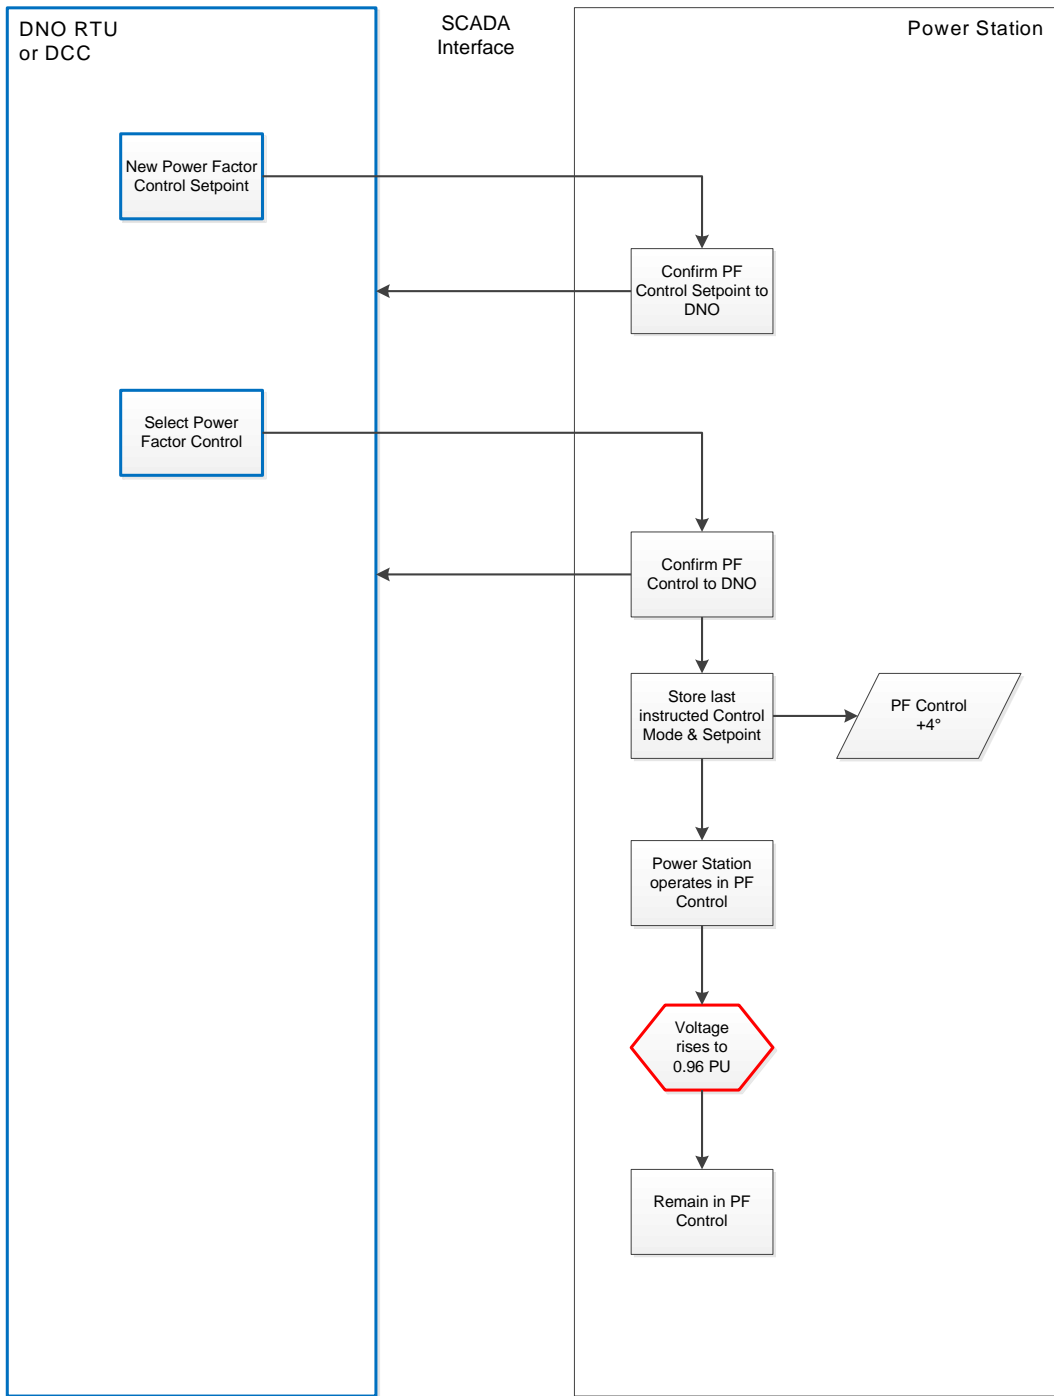 DNO RTU
or DCC
SCADA
Interface
Power Station
New Power Factor
Control Setpoint
Confirm PF
Control Setpoint to
DNO
Select Power
Factor Control
Confirm PF
Control to DNO
Store last
instructed Control
Mode & Setpoint
PF Control
+4°
Power Station
operates in PF
Control
Voltage
rises to
0.96 PU
Remain in PF
Control